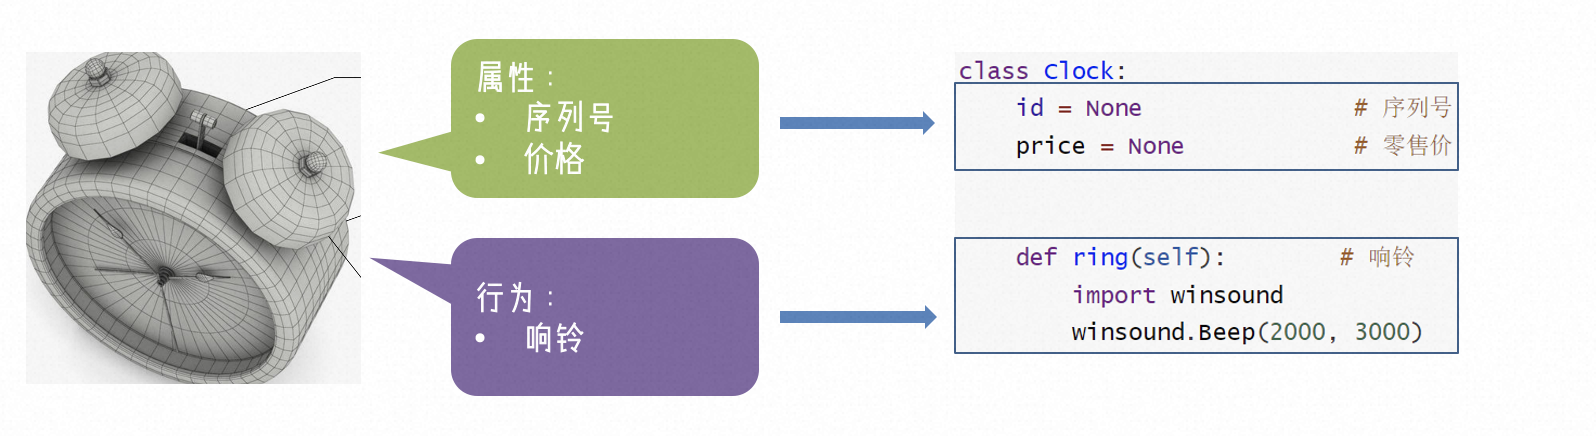 属性：
• 序列号
• 价格
行为：
• 响铃
class Clock:
    id = None               # 序列号
    price = None            # 零售价
    def ring(self):        # 响铃
        import winsound
        winsound.Beep(2000, 3000)